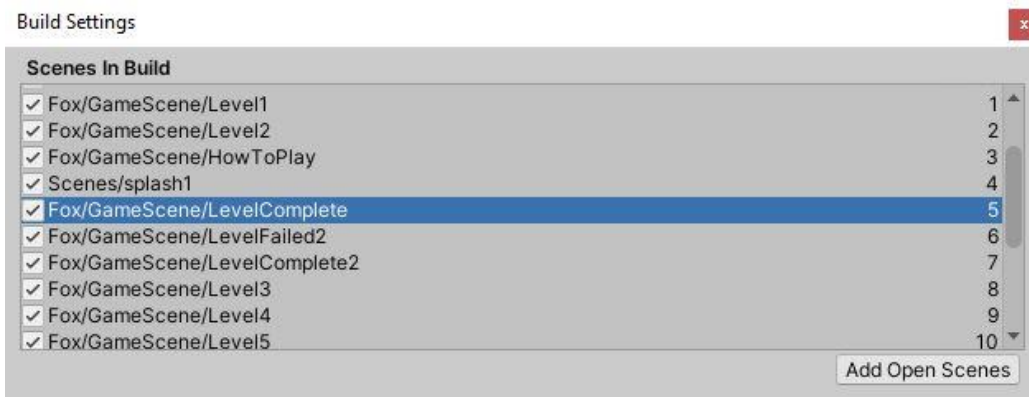 Build Settings
x
Scenes In Build
Fox/GameScene/Level1 1
Fox/GameScene/Level2 2
Fox/GameScene/HowToPlay 3
Scenes/splash1 4
Fox/GameScene/LevelComplete 5
Fox/GameScene/LevelFailed2 6
Fox/GameScene/LevelComplete2 7
Fox/GameScene/Level3 8
Fox/GameScene/Level4 9
Fox/GameScene/Level5 10
Add Open Scenes